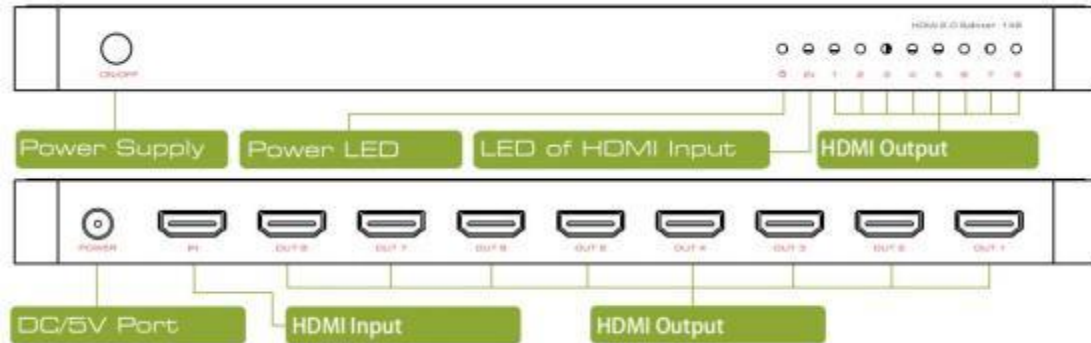 HDMI 2.0 Splitter 1X8
ON/OFF
IN 1 2 3 4 5 6 7 8
Power Supply
Power LED
LED of HDMI Input
HDMI Output
POWER
IN
OUT 8
OUT 7
OUT 6
OUT 5
OUT 4
OUT 3
OUT 2
OUT 1
DC/5V Port
HDMI Input
HDMI Output